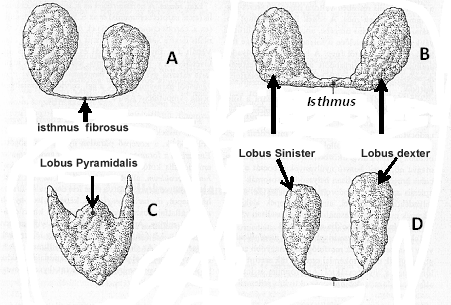 A
B
Isthmus
isthmus fibrosus
Lobus Pyramidalis
Lobus Sinister
Lobus dexter
C
D